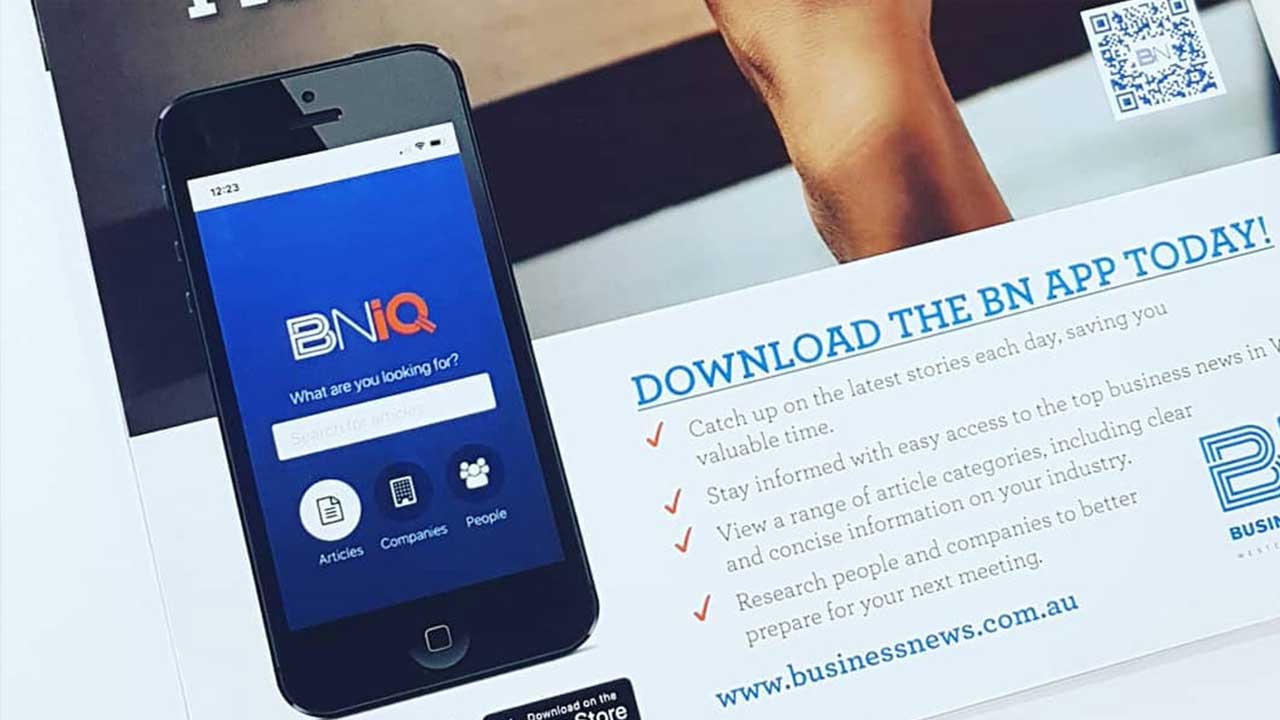 BN
12:23
BNiQ
What are you looking for?
Search for articles
Articles
Companies
People
DOWNLOAD THE BN APP TODAY!
Catch up on the latest stories each day, saving you
valuable time.
Stay informed with easy access to the top business news in
View a range of article categories, including clear
and concise information on your industry.
Research people and companies to better
prepare for your next meeting.
www.businessnews.com.au
Download on the
Store